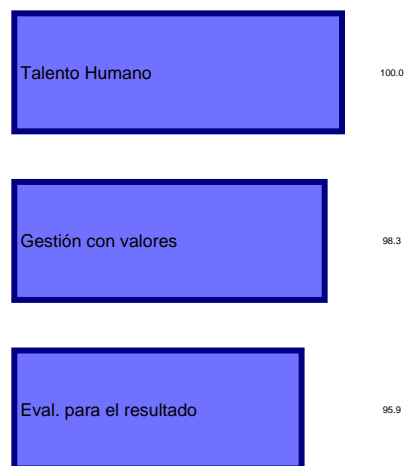 Talento Humano 100.0
Gestión con valores 98.3
Eval. para el resultado 95.9